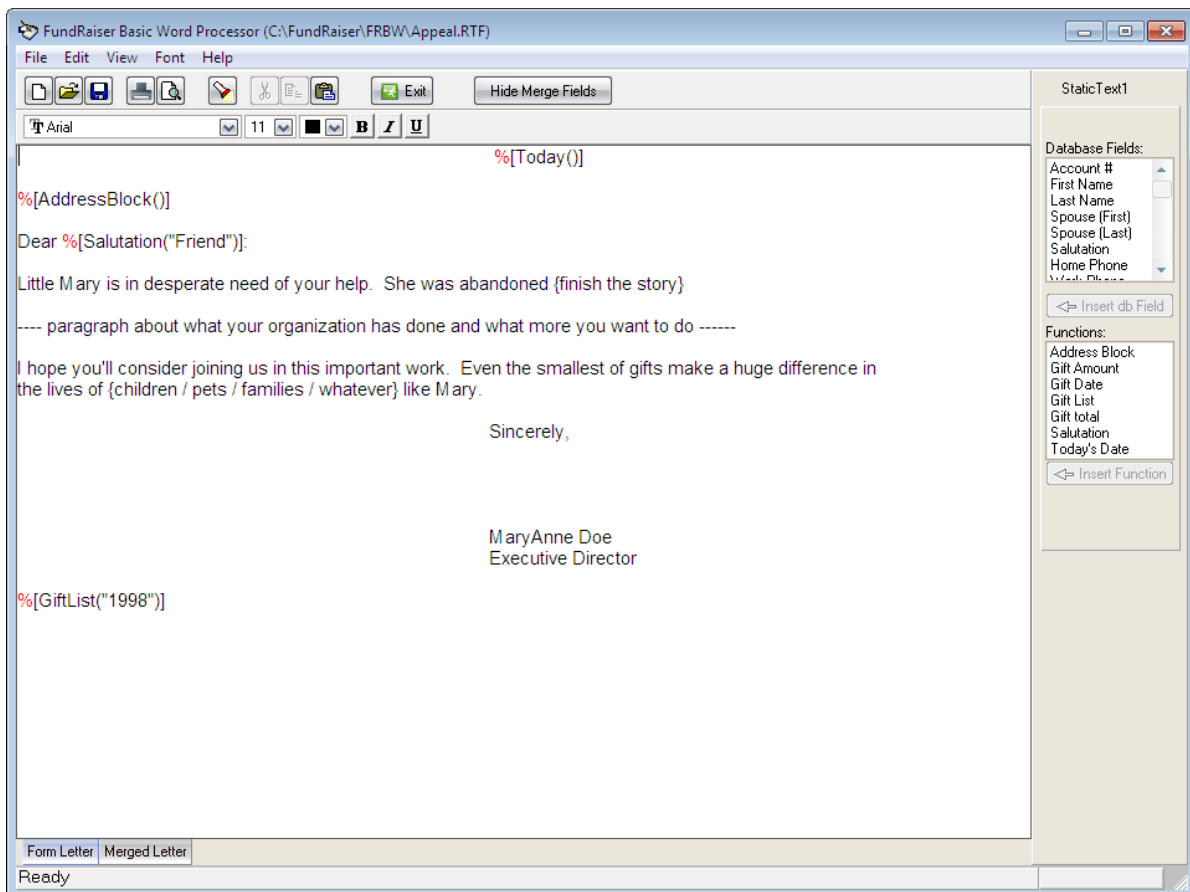 FundRaiser Basic Word Processor (C:\FundRaiser\FRBW\Appeal.RTF)
File Edit View Font Help
Exit
Hide Merge Fields
StaticText1
Arial 11 B I U
%[Today()]
%[AddressBlock()]
Dear %[Salutation("Friend")]:
Little Mary is in desperate need of your help.  She was abandoned {finish the story}
---- paragraph about what your organization has done and what more you want to do ------
I hope you'll consider joining us in this important work.  Even the smallest of gifts make a huge difference in
the lives of {children / pets / families / whatever} like Mary.
Sincerely,
MaryAnne Doe
Executive Director
%[GiftList("1998")]
Database Fields:
Account #
First Name
Last Name
Spouse (First)
Spouse (Last)
Salutation
Home Phone
Insert db Field
Functions:
Address Block
Gift Amount
Gift Date
Gift List
Gift total
Salutation
Today's Date
Insert Function
Form Letter Merged Letter
Ready